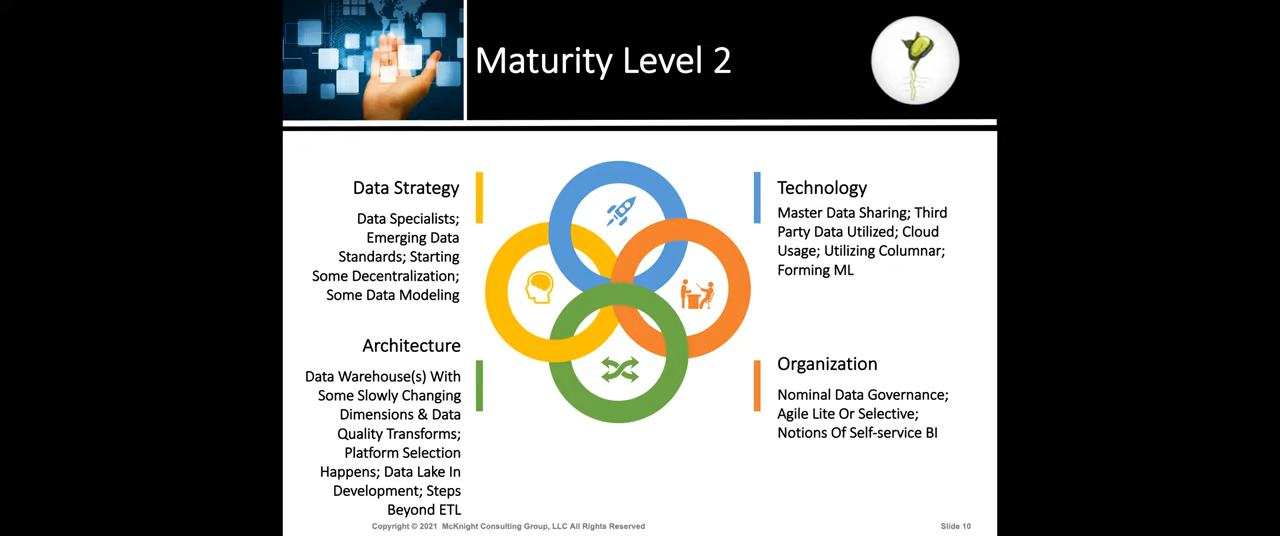 Maturity Level 2
Data Strategy
Data Specialists;
Emerging Data
Standards; Starting
Some Decentralization;
Some Data Modeling
Technology
Master Data Sharing; Third
Party Data Utilized; Cloud
Usage; Utilizing Columnar;
Forming ML
Architecture
Data Warehouse(s) With
Some Slowly Changing
Dimensions & Data
Quality Transforms;
Platform Selection
Happens; Data Lake In
Development; Steps
Beyond ETL
Organization
Nominal Data Governance;
Agile Lite Or Selective;
Notions Of Self-service BI
Copyright © 2021 McKnight Consulting Group, LLC All Rights Reserved
Slide 10